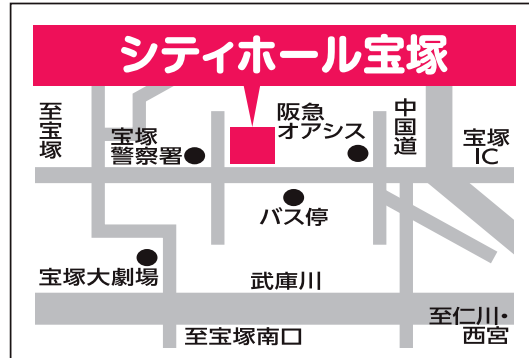 シティホール宝塚
至宝塚
宝塚
警察署
阪急
オアシス
中国道
宝塚
IC
バス停
宝塚大劇場
武庫川
至仁川・
西宮
至宝塚南口